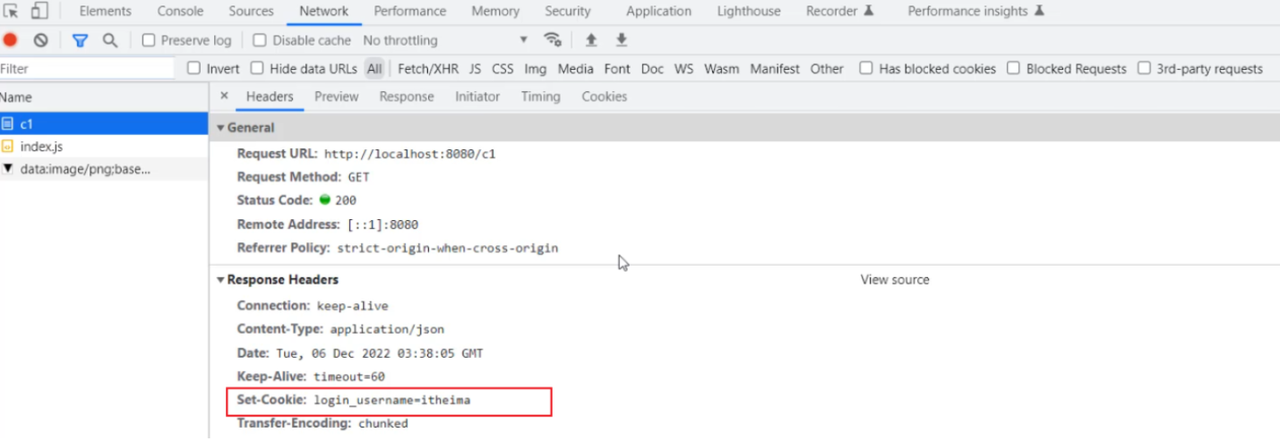 Elements Console Sources Network Performance Memory Security Application Lighthouse Recorder Performance insights
Preserve log Disable cache No throttling
Filter Invert Hide data URLs All Fetch/XHR JS CSS Img Media Font Doc WS Wasm Manifest Other Has blocked cookies Blocked Requests 3rd-party requests
Name × Headers Preview Response Initiator Timing Cookies
c1
index.js
data:image/png;base...
▼General
Request URL: http://localhost:8080/c1
Request Method: GET
Status Code: 200
Remote Address: [::1]:8080
Referrer Policy: strict-origin-when-cross-origin
▼Response Headers View source
Connection: keep-alive
Content-Type: application/json
Date: Tue, 06 Dec 2022 03:38:05 GMT
Keep-Alive: timeout=60
Set-Cookie: login_username=itheima
Transfer-Encoding: chunked